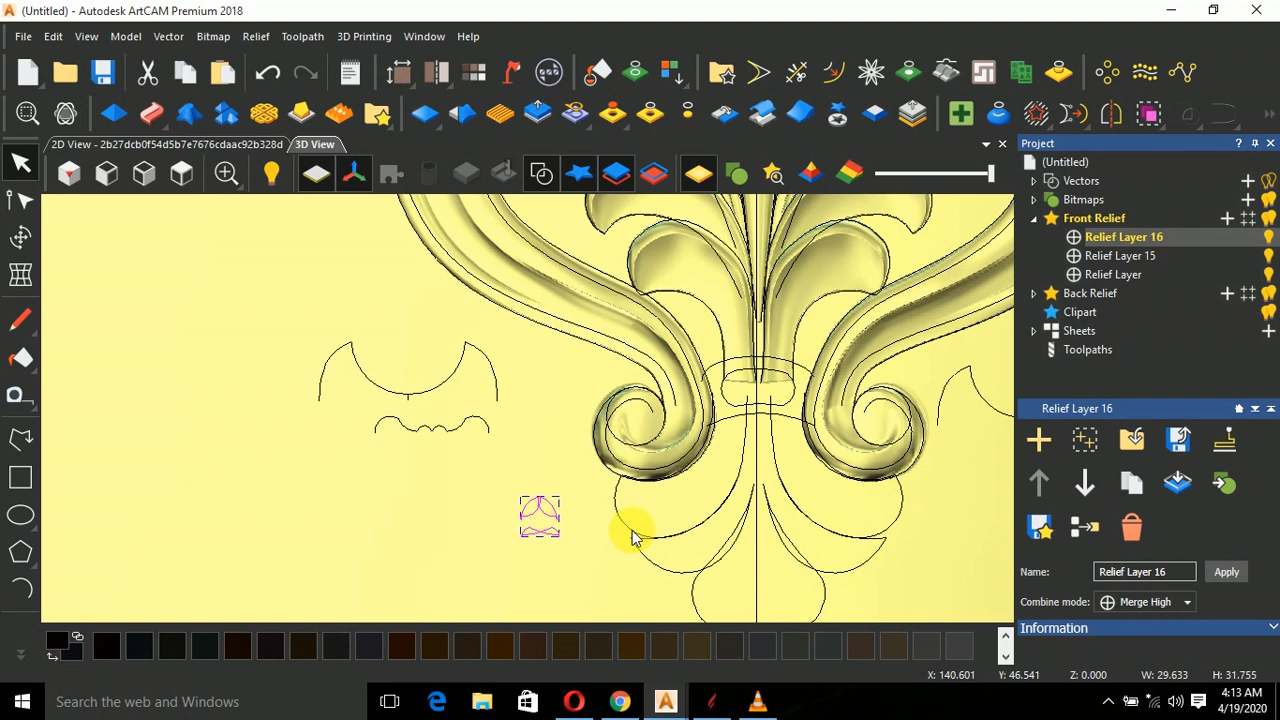 (Untitled) - Autodesk ArtCAM Premium 2018
File Edit View Model Vector Bitmap Relief Toolpath 3D Printing Window Help
2D View - 2b27dcb0f54d5b7e7676cdaac92b328d 3D View
Project
(Untitled)
Vectors
Bitmaps
Front Relief
Relief Layer 16
Relief Layer 15
Relief Layer
Back Relief
Clipart
Sheets
Toolpaths
Relief Layer 16
Name: Relief Layer 16 Apply
Combine mode: Merge High
Information
X: 140.601 Y: 46.541 Z: 0.000 W: 29.633 H: 31.755
Search the web and Windows
4:13 AM
4/19/2020